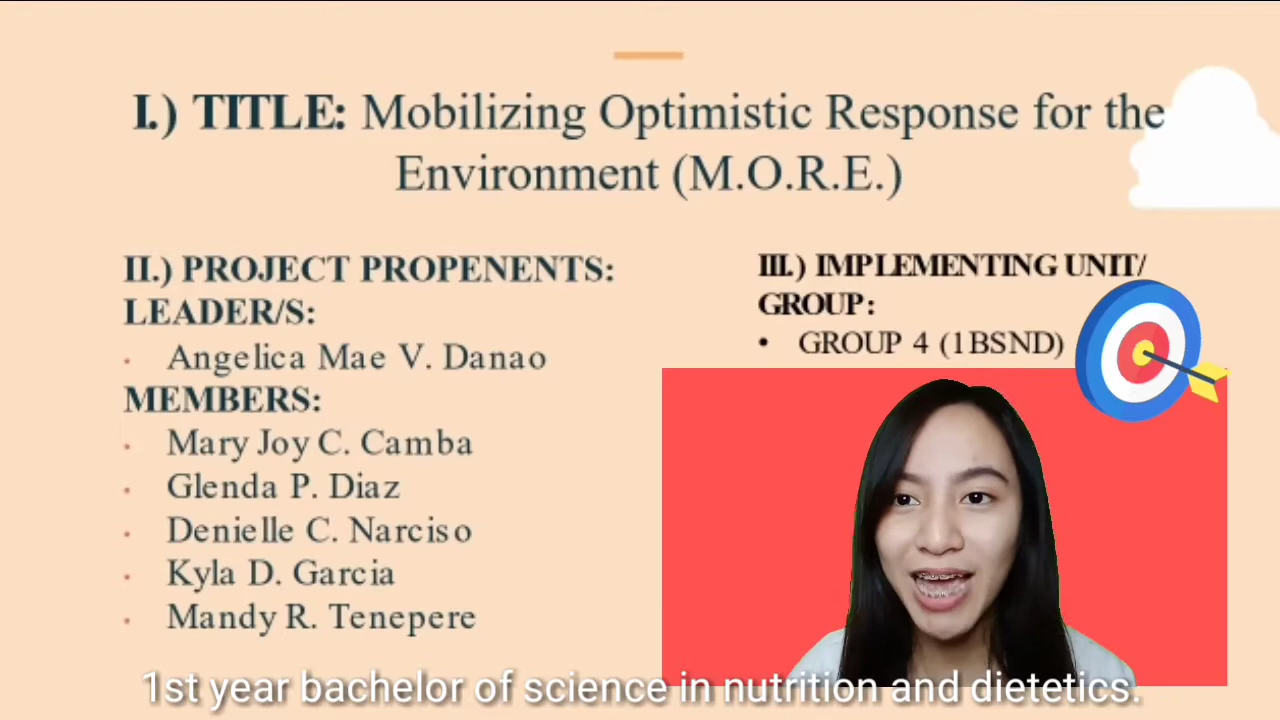 I.) TITLE: Mobilizing Optimistic Response for the
Environment (M.O.R.E.)
II.) PROJECT PROPENENTS:
LEADER/S:
• Angelica Mae V. Danao
MEMBERS:
• Mary Joy C. Camba
• Glenda P. Diaz
• Denielle C. Narciso
• Kyla D. Garcia
• Mandy R. Tenepere
III.) IMPLEMENTING UNIT/
GROUP:
• GROUP 4 (1BSND)
1st year bachelor of science in nutrition and dietetics.